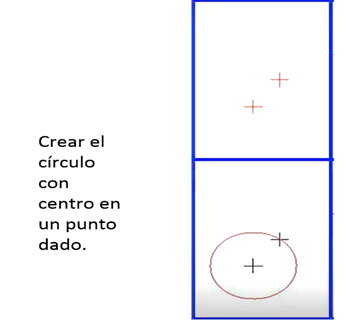 Crear el
círculo
con
centro en
un punto
dado.